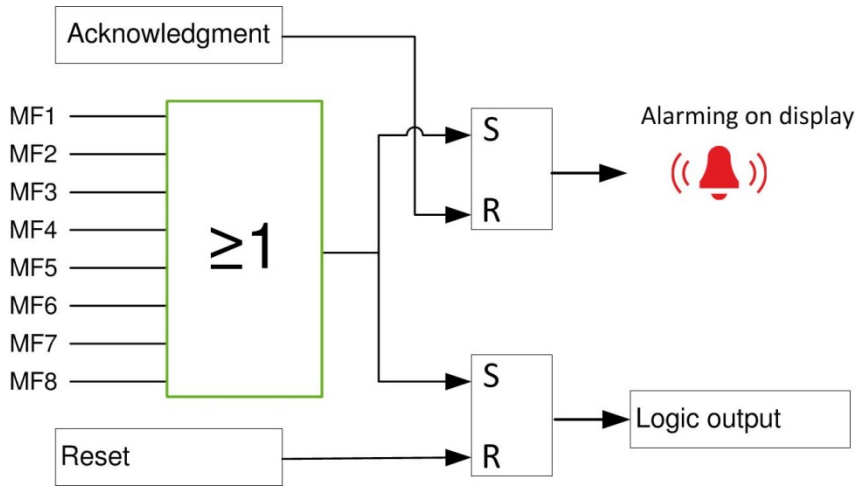 Acknowledgment
MF1
MF2
MF3
MF4
MF5
MF6
MF7
MF8
≥1
S
R
Alarming on display
S
R
Logic output
Reset